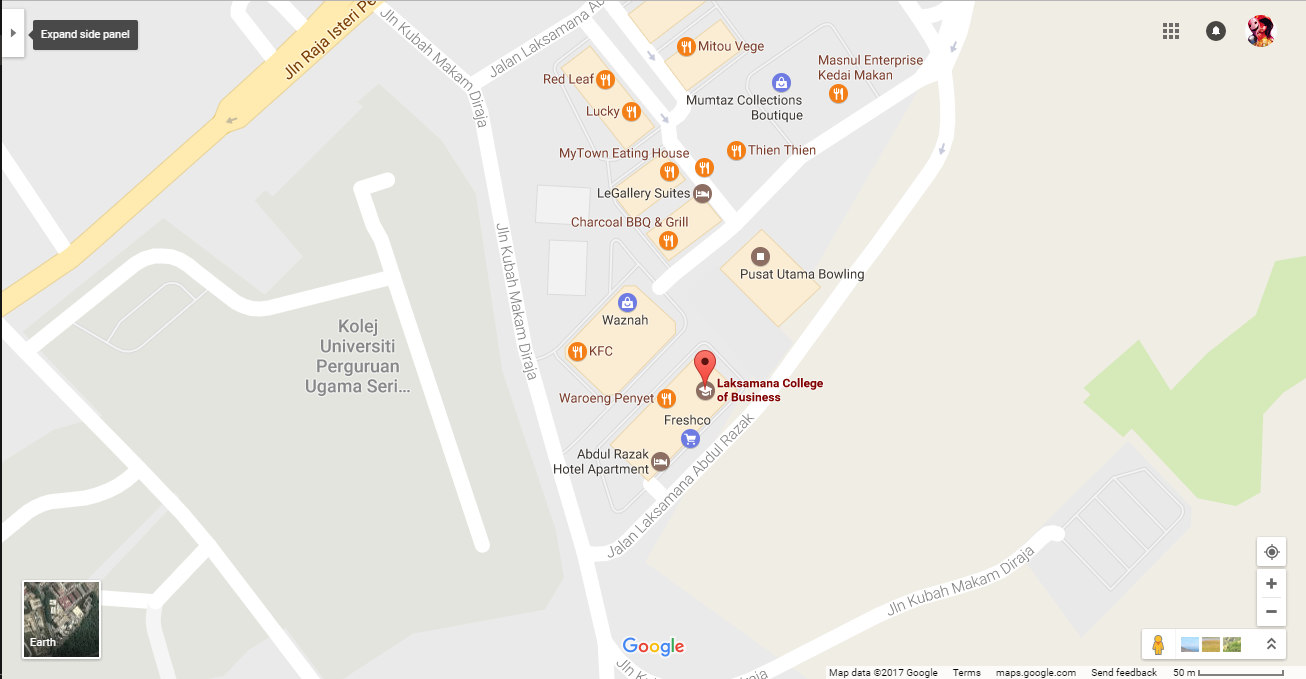 Expand side panel
Jln Raja Isteri Pe
Jln Kubah Makam Diraja
Jalan Laksamana Ab
Mitou Vege
Masnul Enterprise
Kedai Makan
Red Leaf
Lucky
Mumtaz Collections
Boutique
MyTown Eating House
Thien Thien
LeGallery Suites
Charcoal BBQ & Grill
Jln Kubah Makam Diraja
Pusat Utama Bowling
Waznah
KFC
Kolej
Universiti
Perguruan
Ugama Seri...
Laksamana College
of Business
Waroeng Penyet
Freshco
Abdul Razak
Hotel Apartment
Jalan Laksamana Abdul Razak
Jln Kubah Makam Diraja
Earth
Google
Jln Kubah
Diraja
Map data ©2017 Google
Terms
maps.google.com
Send feedback
50 m